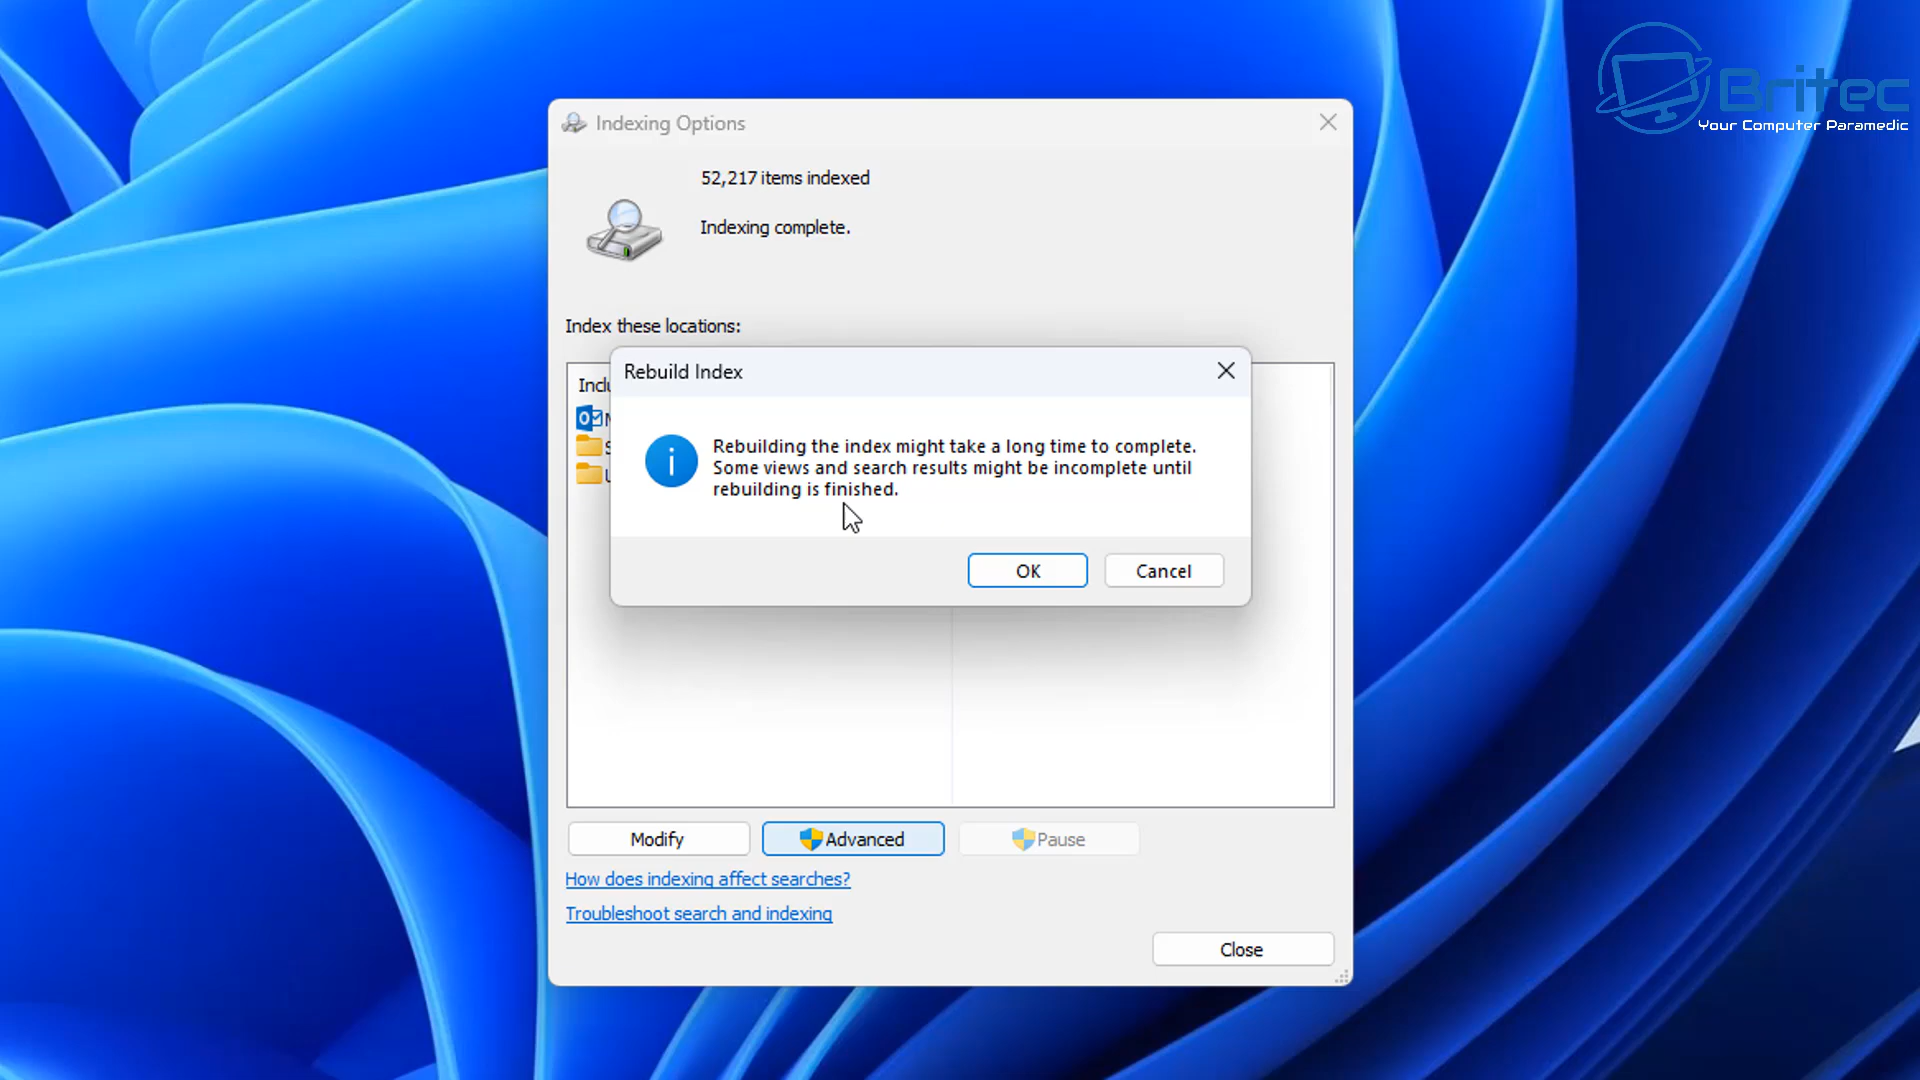 Britec
Your Computer Paramedic
Indexing Options
52,217 items indexed
Indexing complete.
Index these locations:
Rebuild Index
Rebuilding the index might take a long time to complete.
Some views and search results might be incomplete until
rebuilding is finished.
OK Cancel
Modify Advanced Pause
How does indexing affect searches?
Troubleshoot search and indexing
Close